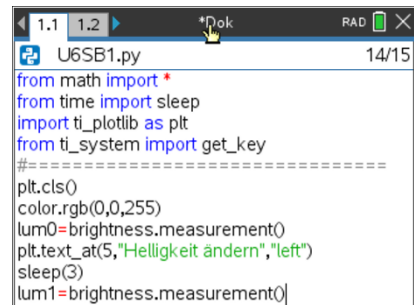 1.1 1.2 *Dok RAD
U6SB1.py 14/15
from math import *
from time import sleep
import ti_plotlib as plt
from ti_system import get_key
#=================================
plt.cls()
color.rgb(0,0,255)
lum0=brightness.measurement()
plt.text_at(5,"Helligkeit ändern","left")
sleep(3)
lum1=brightness.measurement()